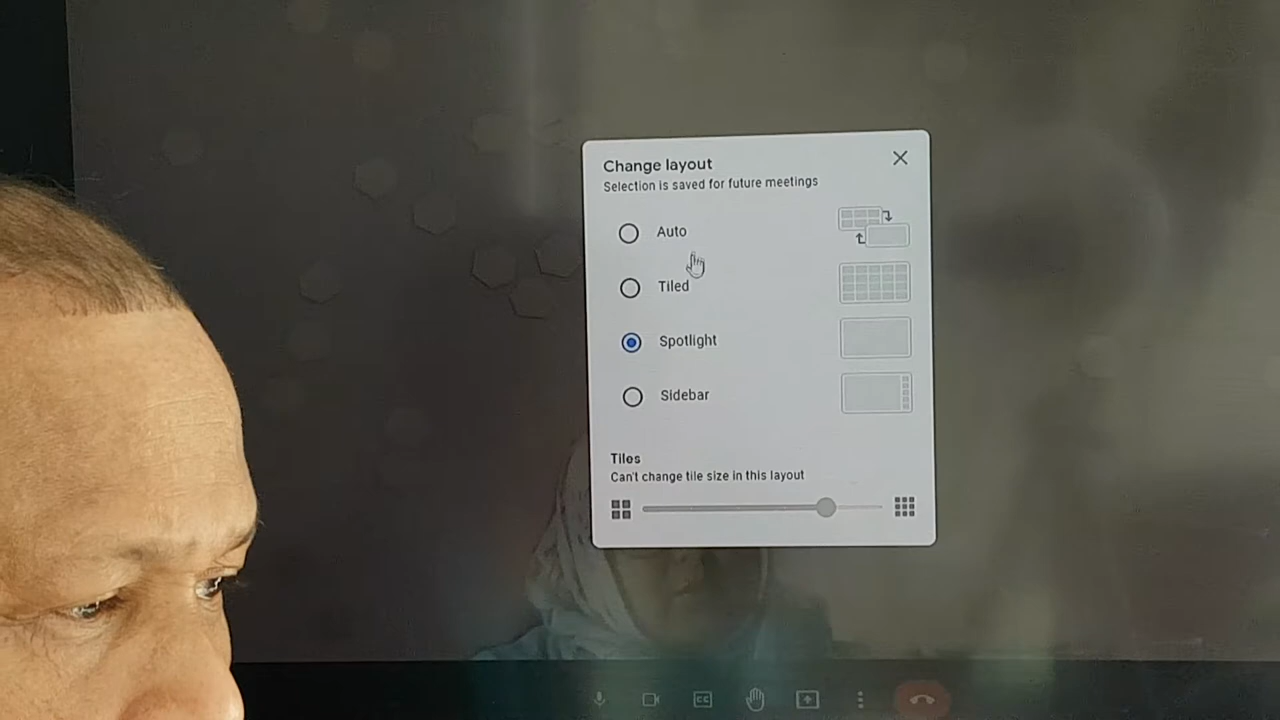 Change layout
Selection is saved for future meetings
Auto
Tiled
Spotlight
Sidebar
Tiles
Can't change tile size in this layout
CC